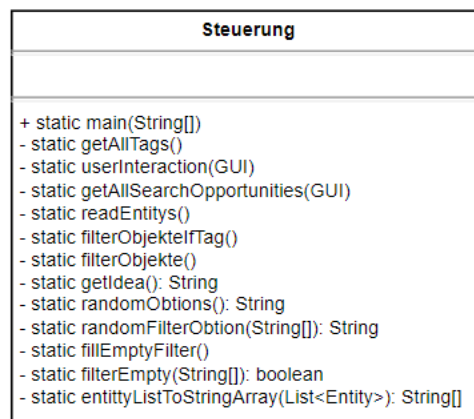 Steuerung
+ static main(String[])
- static getAllTags()
- static userInteraction(GUI)
- static getAllSearchOpportunities(GUI)
- static readEntitys()
- static filterObjekteIfTag()
- static filterObjekte()
- static getIdea(): String
- static randomObtions(): String
- static randomFilterObtion(String[]): String
- static fillEmptyFilter()
- static filterEmpty(String[]): boolean
- static entittyListToStringArray(List<Entity>): String[]